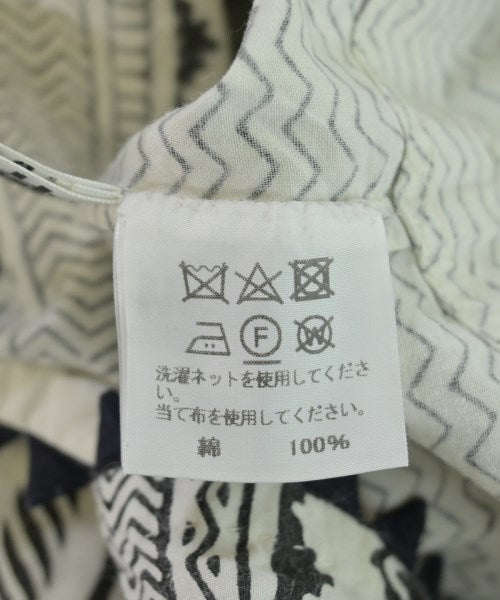 F W
洗濯ネットを使用してくださ
い。
当て布を使用してください.
綿 100%